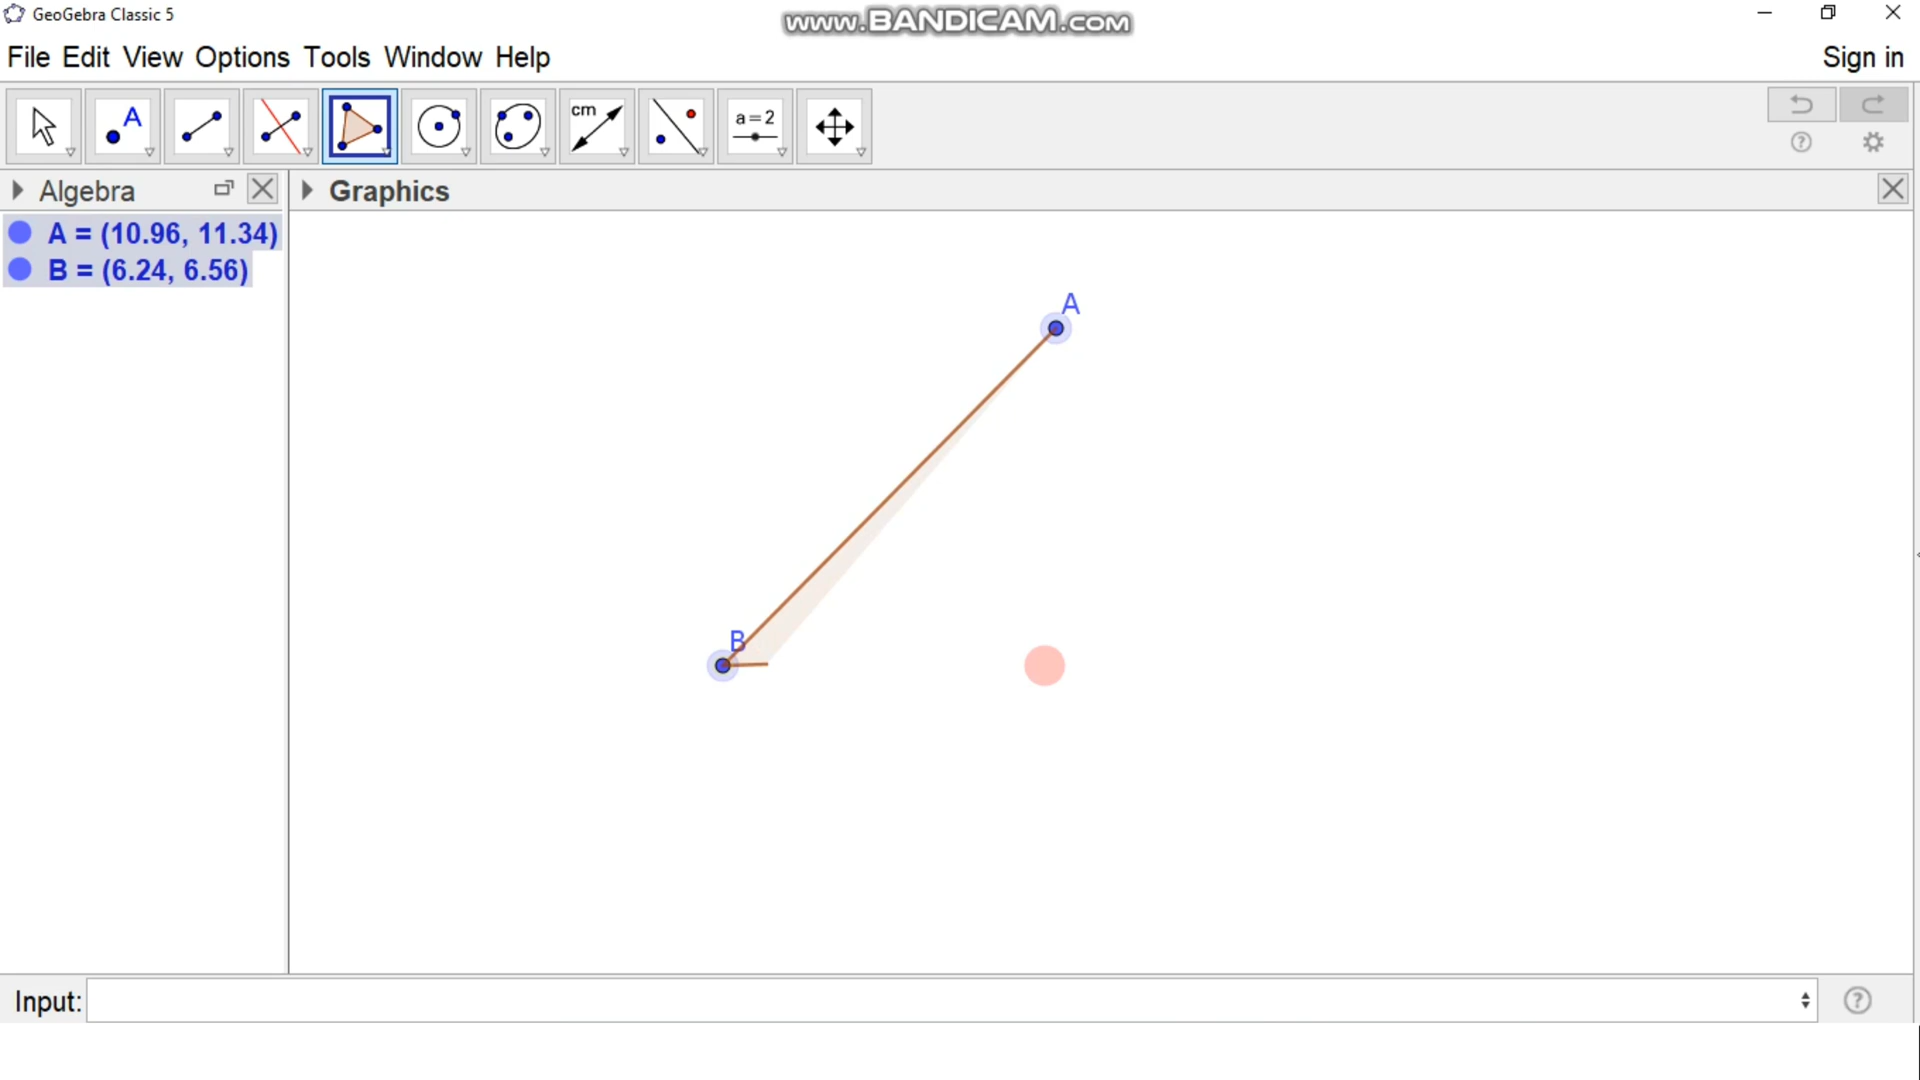 GeoGebra Classic 5
www.BANDICAM.com
File Edit View Options Tools Window Help
Sign in
A
cm
a=2
Algebra
Graphics
A = (10.96, 11.34)
B = (6.24, 6.56)
A
B
Input: